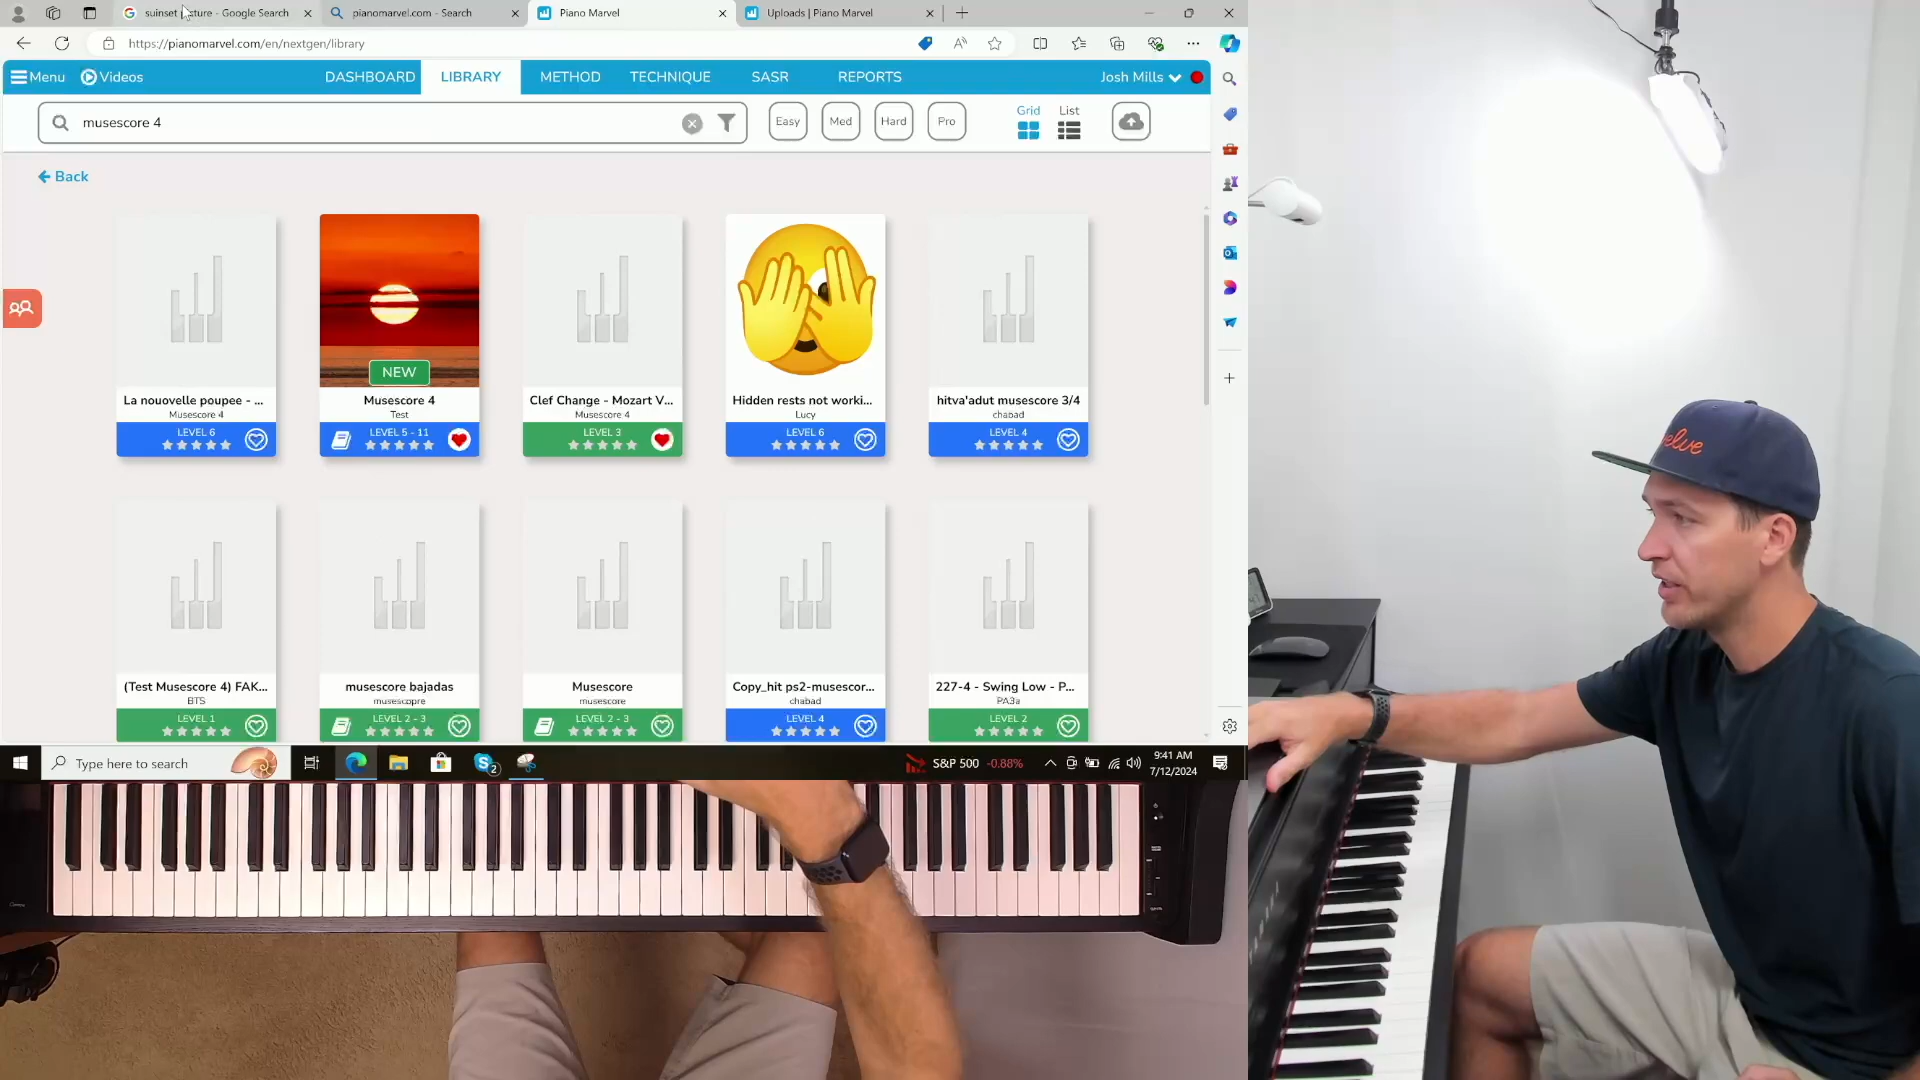 suinset picture - Google Search
pianomarvel.com - Search
Piano Marvel
Uploads | Piano Marvel
https://pianomarvel.com/en/nextgen/library
Menu
Videos
DASHBOARD
LIBRARY
METHOD
TECHNIQUE
SASR
REPORTS
Josh Mills
musescore 4
Easy
Med
Hard
Pro
Grid
List
Back
La nouovelle poupee - ...
Musescore 4
LEVEL 6
NEW
Musescore 4
Test
LEVEL 5 - 11
Clef Change - Mozart V...
Musescore 4
LEVEL 3
Hidden rests not worki...
Lucy
LEVEL 6
hitva'adut musescore 3/4
chabad
LEVEL 4
(Test Musescore 4) FAK...
BTS
LEVEL 1
musescore bajadas
musescopre
LEVEL 2 - 3
Musescore
musescore
LEVEL 2 - 3
Copy_hit ps2-musescor...
chabad
LEVEL 4
227-4 - Swing Low - P...
PA3a
LEVEL 2
Type here to search
2
S&P 500 -0.88%
9:41 AM
7/12/2024